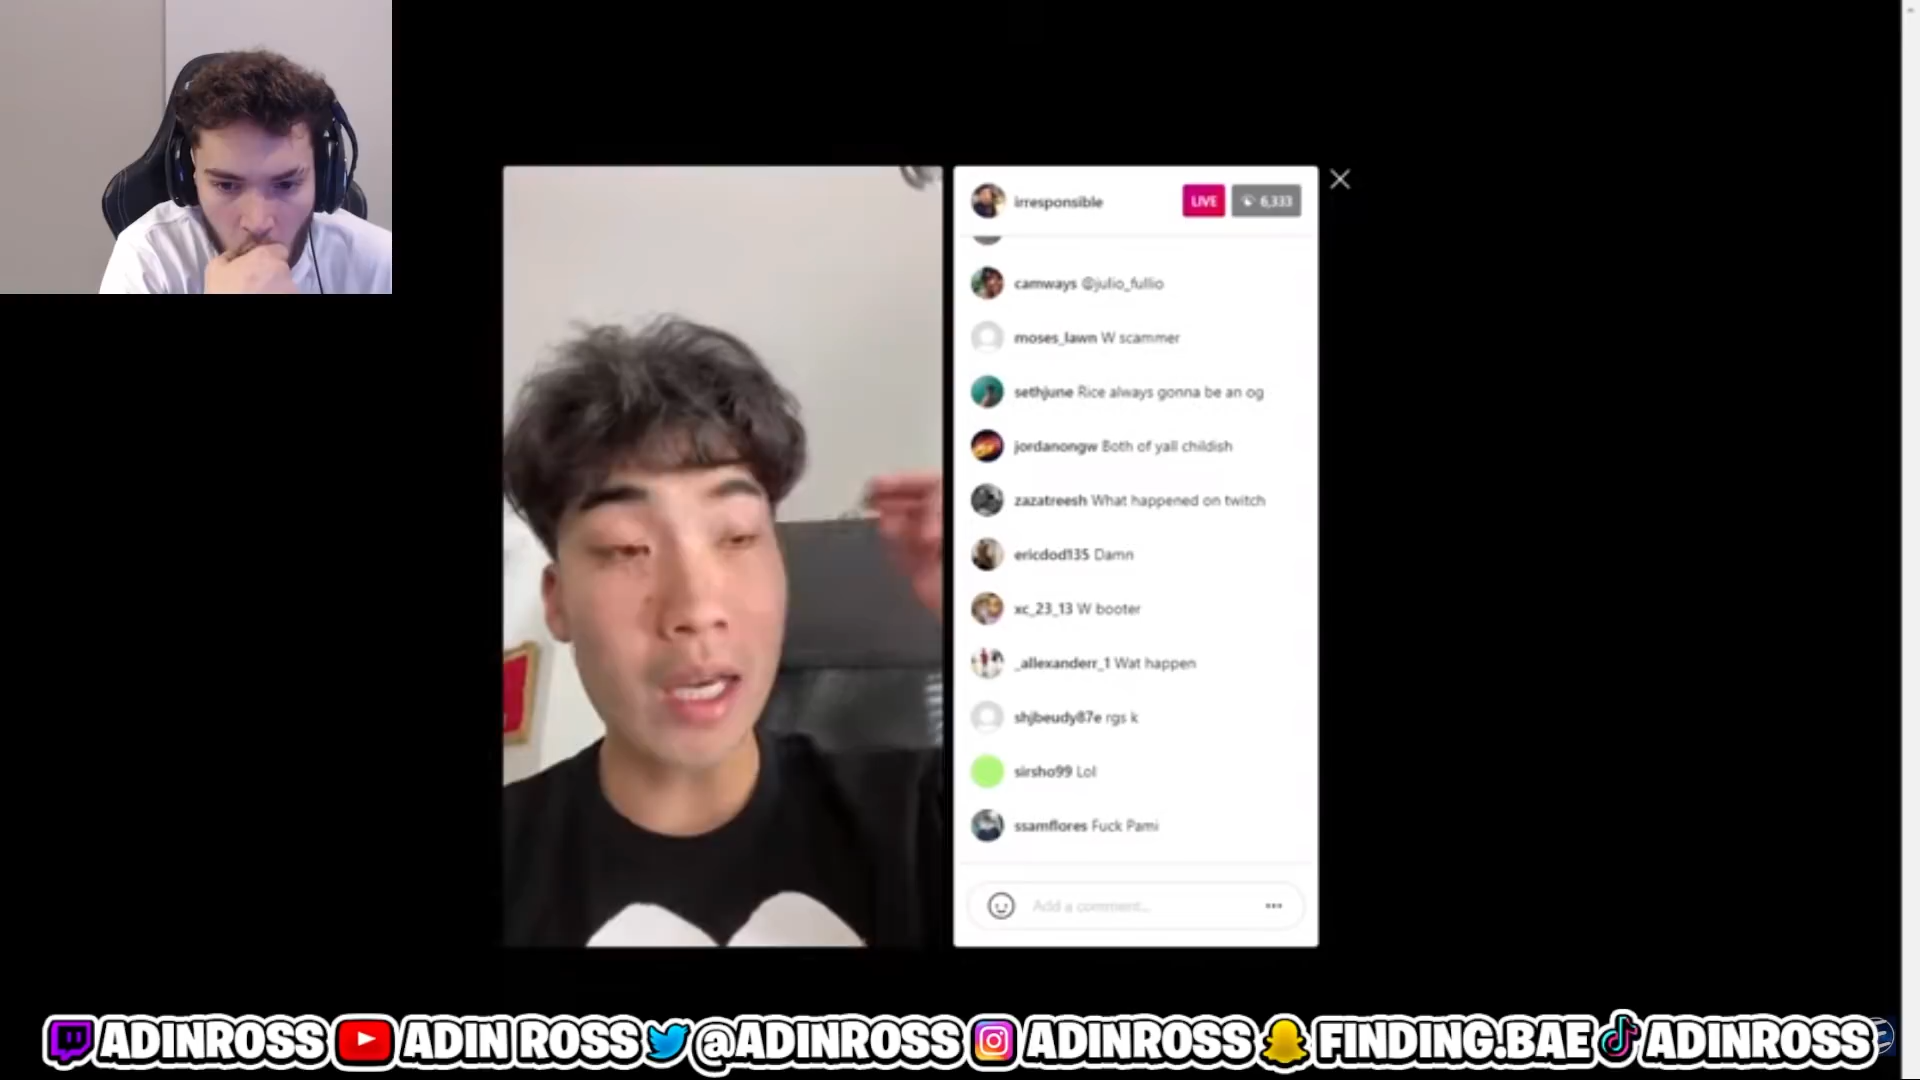 irresponsible LIVE 6,333
camways @julio_fullio
moses_lawn W scammer
sethjune Rice always gonna be an og
jordanongw Both of yall childish
zazatreesh What happened on twitch
ericdod135 Damn
xc_23_13 W booter
_allexanderr_1 Wat happen
shjbeudy87e rgs k
sirsho99 Lol
ssamflores Fuck Pami
Add a comment...
ADINROSS ADIN ROSS @ADINROSS ADINROSS FINDING.BAE ADINROSS